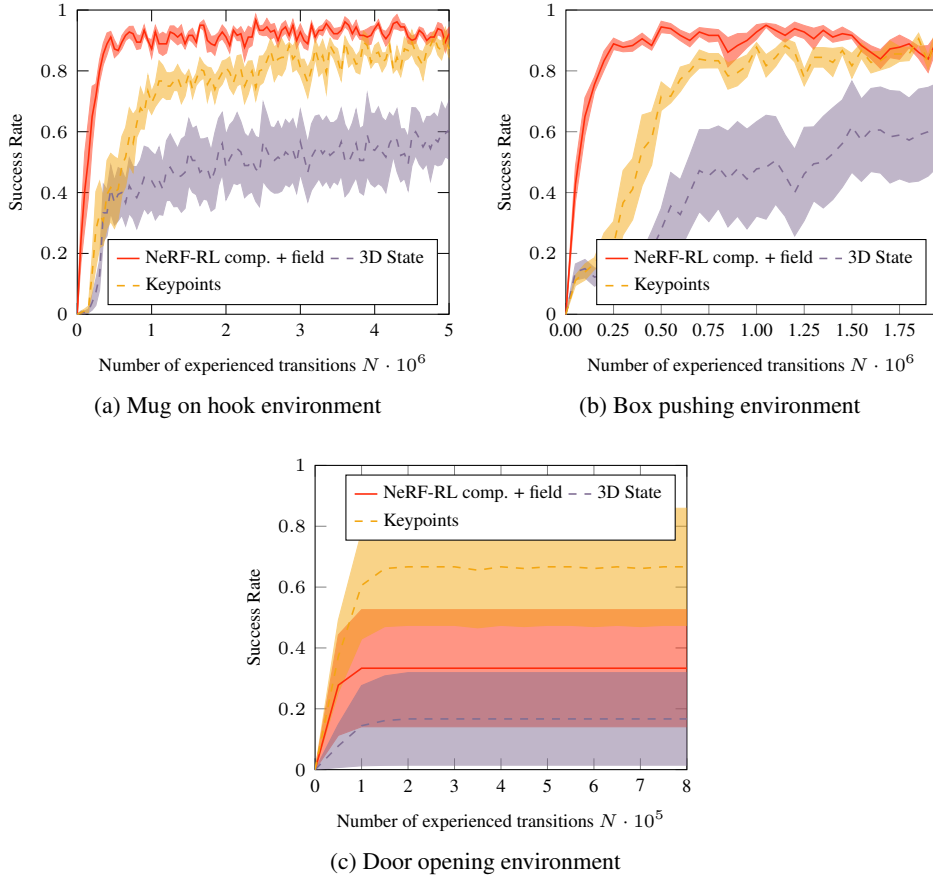 1
0.8
0.6
0.4
0.2
0
Success Rate
NeRF-RL comp. + field
3D State
Keypoints
0 1 2 3 4 5
Number of experienced transitions N · 10^6
(a) Mug on hook environment
1
0.8
0.6
0.4
0.2
0
Success Rate
NeRF-RL comp. + field
3D State
Keypoints
0.00 0.25 0.50 0.75 1.00 1.25 1.50 1.75
Number of experienced transitions N · 10^6
(b) Box pushing environment
1
0.8
0.6
0.4
0.2
0
Success Rate
NeRF-RL comp. + field
3D State
Keypoints
0 1 2 3 4 5 6 7 8
Number of experienced transitions N · 10^5
(c) Door opening environment